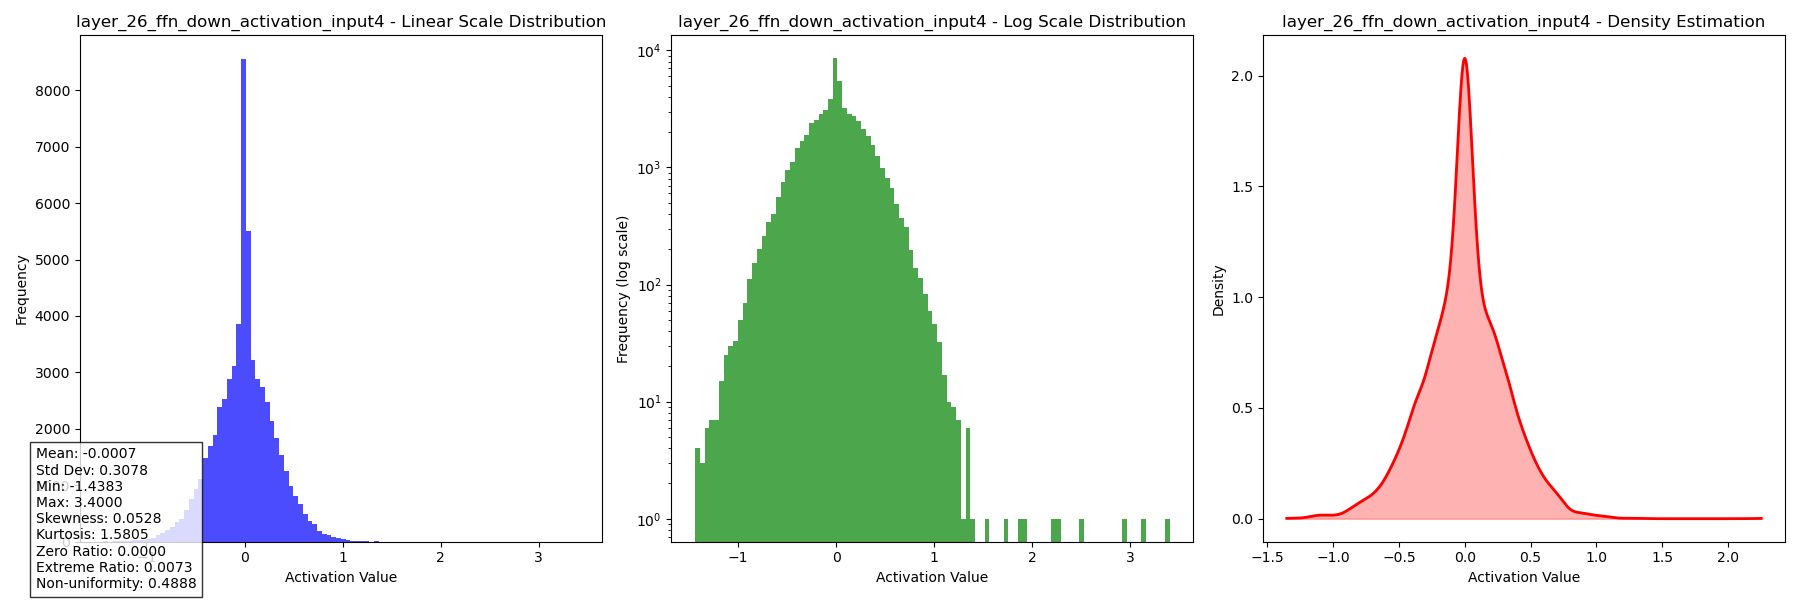 layer_26_ffn_down_activation_input4 - Linear Scale Distribution
Frequency
8000
7000
6000
5000
4000
3000
2000
0
Mean: -0.0007
Std Dev: 0.3078
Min: -1.4383
Max: 3.4000
Skewness: 0.0528
Kurtosis: 1.5805
Zero Ratio: 0.0000
Extreme Ratio: 0.0073
Non-uniformity: 0.4888
0 1 2 3
Activation Value
layer_26_ffn_down_activation_input4 - Log Scale Distribution
Frequency (log scale)
10⁴
10³
10²
10¹
10⁰
−1 0 1 2 3
Activation Value
layer_26_ffn_down_activation_input4 - Density Estimation
Density
2.0
1.5
1.0
0.5
0.0
−1.5 −1.0 −0.5 0.0 0.5 1.0 1.5 2.0
Activation Value